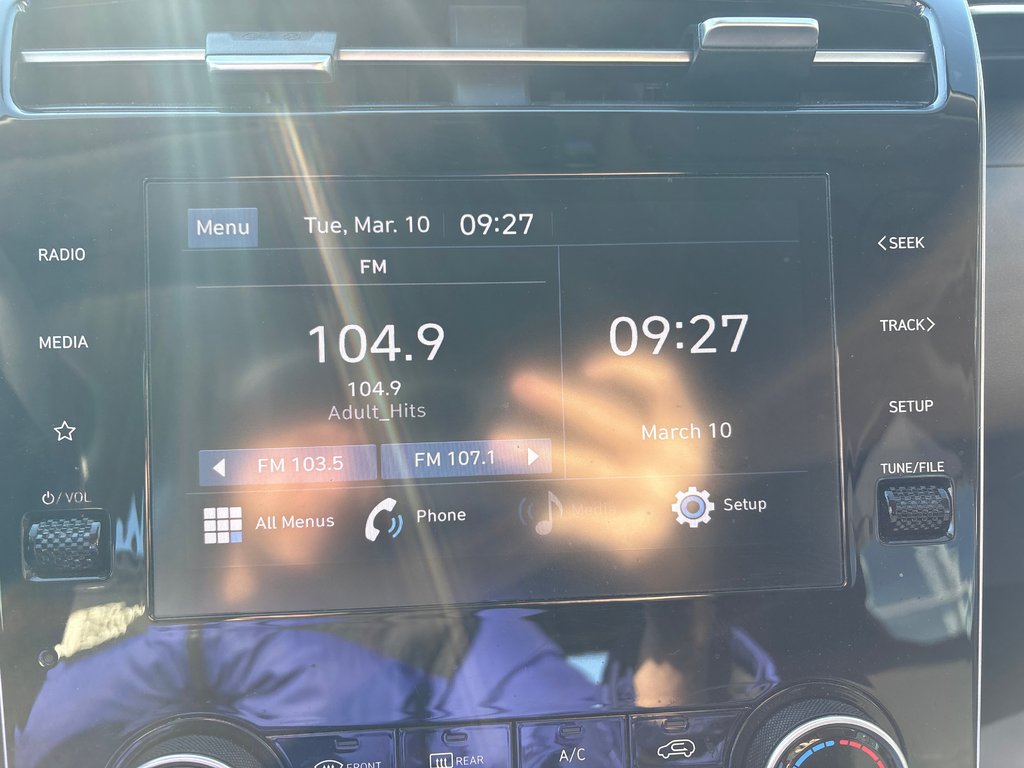 Menu Tue, Mar. 10 09:27
RADIO
MEDIA
⏻/ VOL
FM
104.9
104.9
Adult_Hits
FM 103.5 FM 107.1
09:27
March 10
All Menus Phone Media Setup
<SEEK
TRACK>
SETUP
TUNE/FILE
FRONT REAR A/C